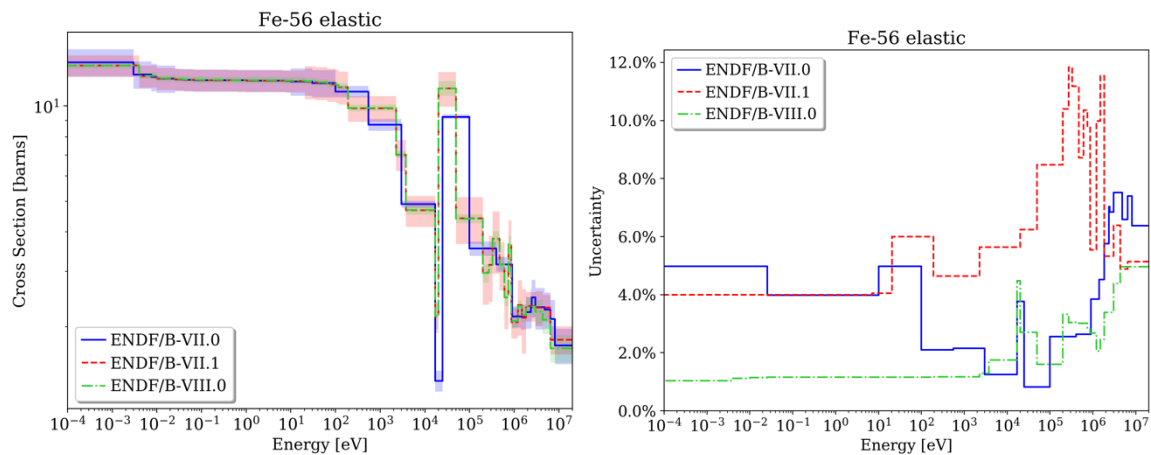 Fe-56 elastic
Cross Section [barns]
10^1
ENDF/B-VII.0
ENDF/B-VII.1
ENDF/B-VIII.0
10^−4 10^−3 10^−2 10^−1 10^0 10^1 10^2 10^3 10^4 10^5 10^6 10^7
Energy [eV]
Fe-56 elastic
Uncertainty
12.0%
10.0%
8.0%
6.0%
4.0%
2.0%
0.0%
ENDF/B-VII.0
ENDF/B-VII.1
ENDF/B-VIII.0
10^−4 10^−3 10^−2 10^−1 10^0 10^1 10^2 10^3 10^4 10^5 10^6 10^7
Energy [eV]